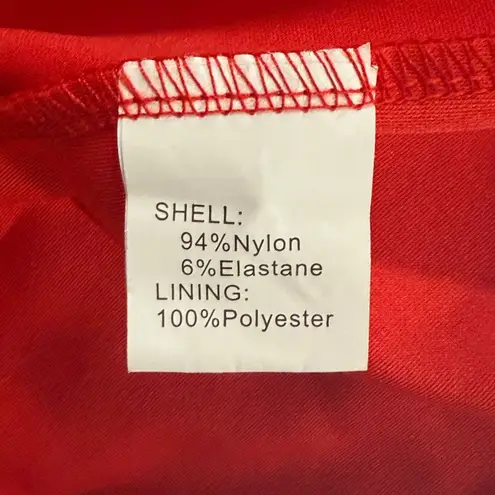 SHELL:
94%Nylon
6%Elastane
LINING:
100%Polyester